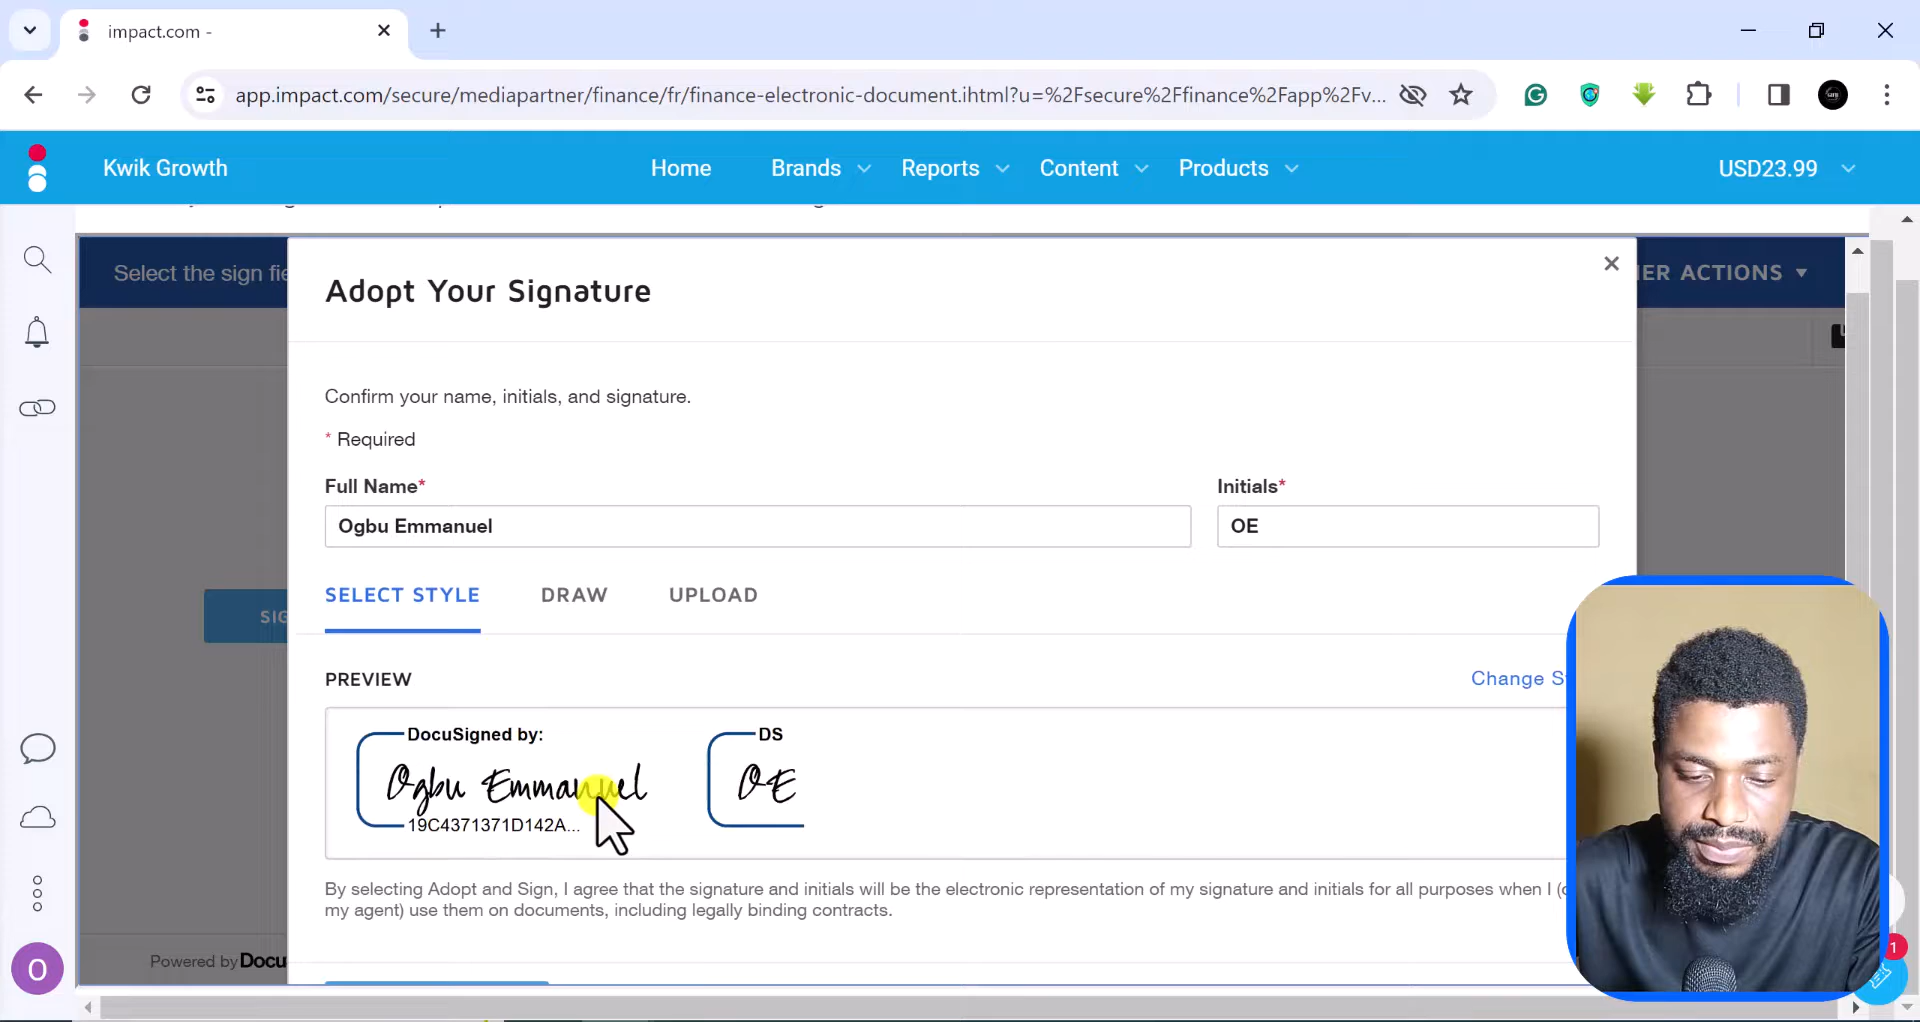 impact.com -
app.impact.com/secure/mediapartner/finance/fr/finance-electronic-document.ihtml?u=%2Fsecure%2Ffinance%2Fapp%2Fv...
Kwik Growth Home Brands Reports Content Products USD23.99
Select the sign fie
ER ACTIONS
Adopt Your Signature
Confirm your name, initials, and signature.
* Required
Full Name* Initials*
Ogbu Emmanuel OE
SIG
SELECT STYLE DRAW UPLOAD
PREVIEW Change S
DocuSigned by: DS
Ogbu Emmanuel OE
19C4371371D142A...
By selecting Adopt and Sign, I agree that the signature and initials will be the electronic representation of my signature and initials for all purposes when I (
my agent) use them on documents, including legally binding contracts.
Powered by Docu
O
1